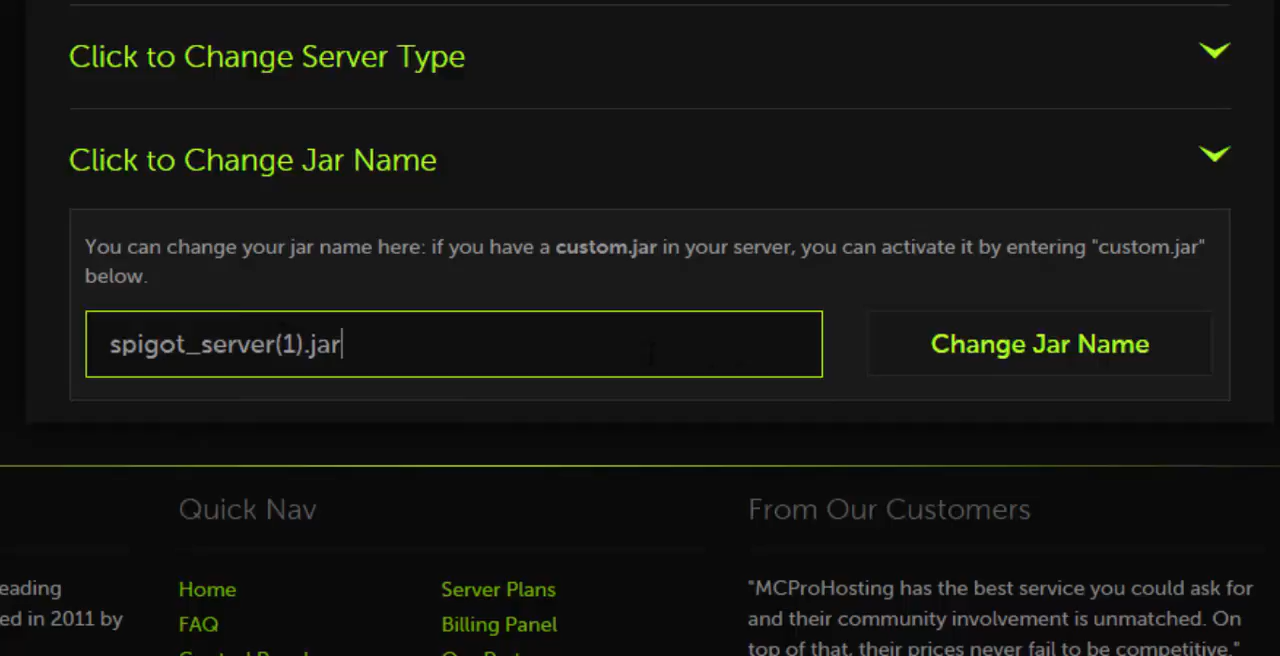 Click to Change Server Type
Click to Change Jar Name
You can change your jar name here: if you have a custom.jar in your server, you can activate it by entering "custom.jar"
below.
spigot_server(1).jar
Change Jar Name
Quick Nav
From Our Customers
eading
ed in 2011 by
Home
FAQ
Server Plans
Billing Panel
"MCProHosting has the best service you could ask for
and their community involvement is unmatched. On
top of that, their prices never fail to be competitive."